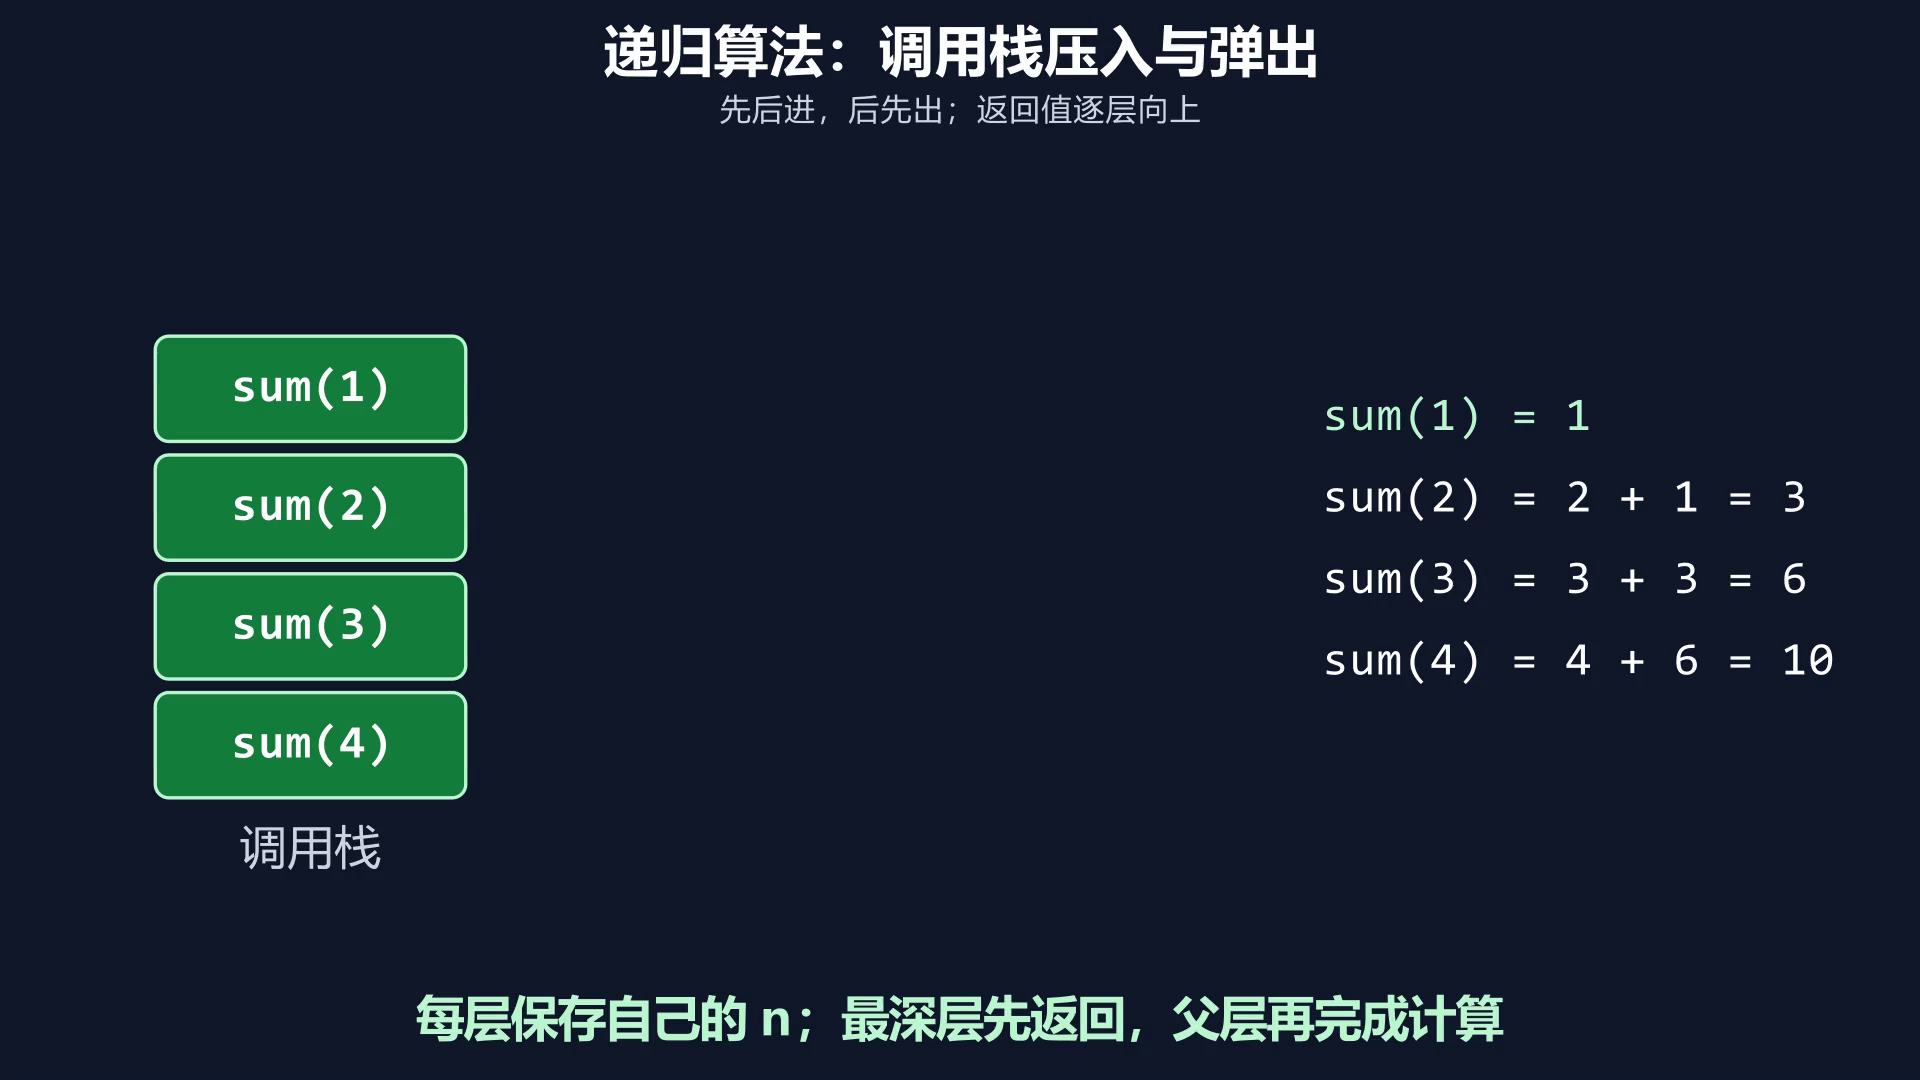 递归算法：调用栈压入与弹出
先后进，后先出；返回值逐层向上
sum(1)
sum(2)
sum(3)
sum(4)
调用栈
sum(1) = 1
sum(2) = 2 + 1 = 3
sum(3) = 3 + 3 = 6
sum(4) = 4 + 6 = 10
每层保存自己的 n；最深层先返回，父层再完成计算